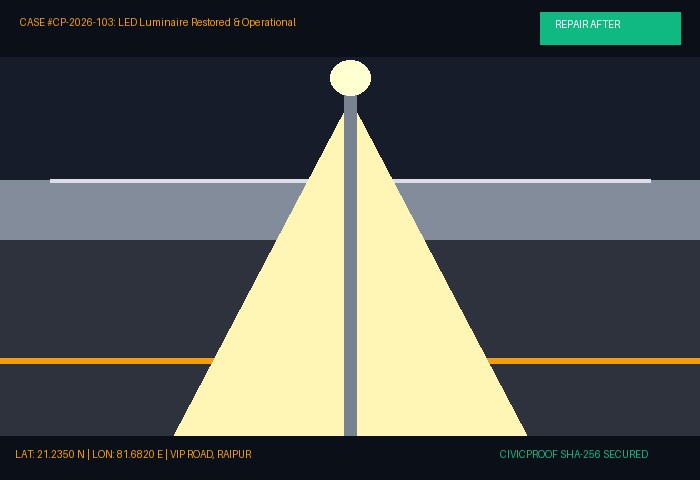 CASE #CP-2026-103: LED Luminaire Restored & Operational
REPAIR AFTER
LAT: 21.2350 N | LON: 81.6820 E | VIP ROAD, RAIPUR
CIVICPROOF SHA-256 SECURED